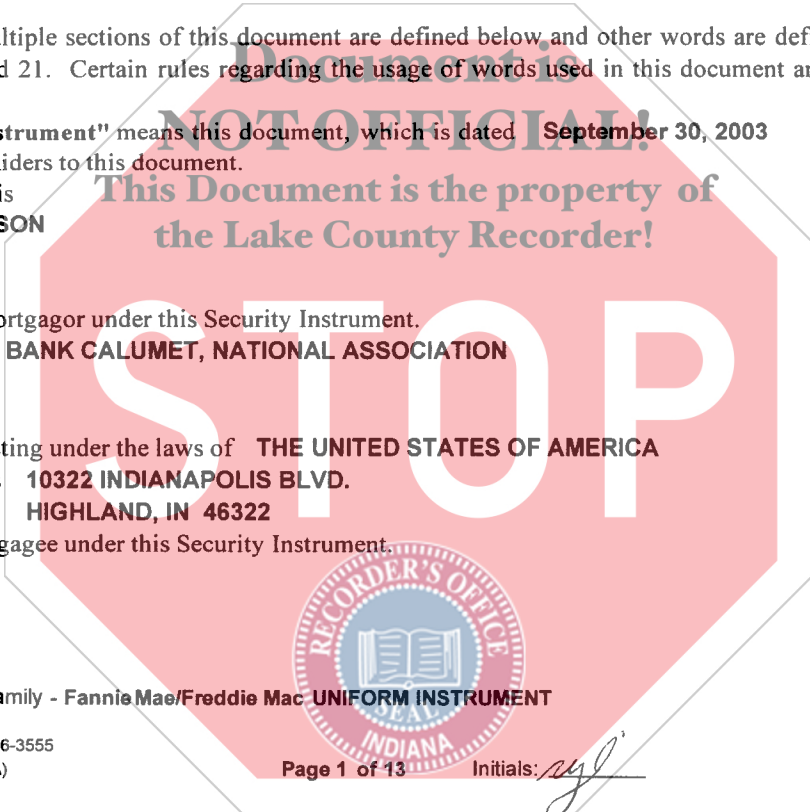 ltiple sections of this document are defined below and other words are def
d 21. Certain rules regarding the usage of words used in this document ar
Document is
strument" means this document, which is dated September 30, 2003
NOT OFFICIAL!
iders to this document.
is
This Document is the property of
SON
the Lake County Recorder!
ortgagor under this Security Instrument.
BANK CALUMET, NATIONAL ASSOCIATION
STOP
ting under the laws of THE UNITED STATES OF AMERICA
10322 INDIANAPOLIS BLVD.
HIGHLAND, IN 46322
gagee under this Security Instrument.
RECORDER'S OFFICE
SEAL
INDIANA
amily - Fannie Mae/Freddie Mac UNIFORM INSTRUMENT
6-3555
)
Page 1 of 13 Initials: